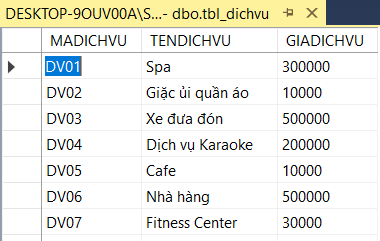 DESKTOP-9OUV00A\S...- dbo.tbl_dichvu
MADICHVU TENDICHVU GIADICHVU
DV01 Spa 300000
DV02 Giặc ủi quần áo 10000
DV03 Xe đưa đón 500000
DV04 Dịch vụ Karaoke 200000
DV05 Cafe 10000
DV06 Nhà hàng 500000
DV07 Fitness Center 30000